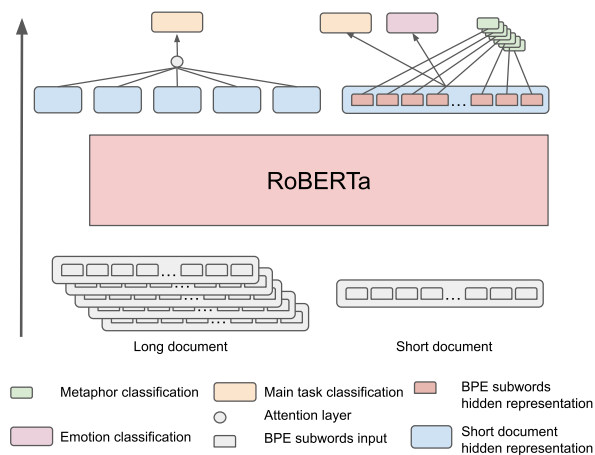 RoBERTa
Long document
Short document
Metaphor classification
Main task classification
BPE subwords
hidden representation
Attention layer
Emotion classification
BPE subwords input
Short document
hidden representation